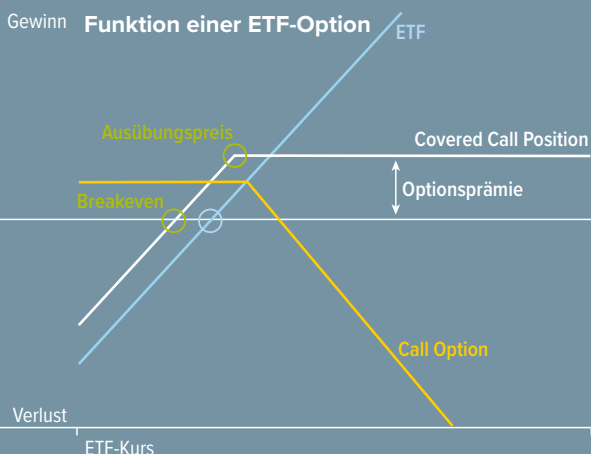 Gewinn
Funktion einer ETF-Option
ETF
Ausübungspreis
Covered Call Position
Optionsprämie
Breakeven
Call Option
Verlust
ETF-Kurs